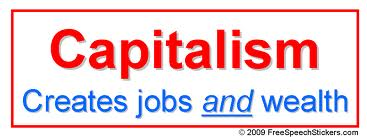 Capitalism
Creates jobs and wealth
© 2009 FreeSpeechStickers.com